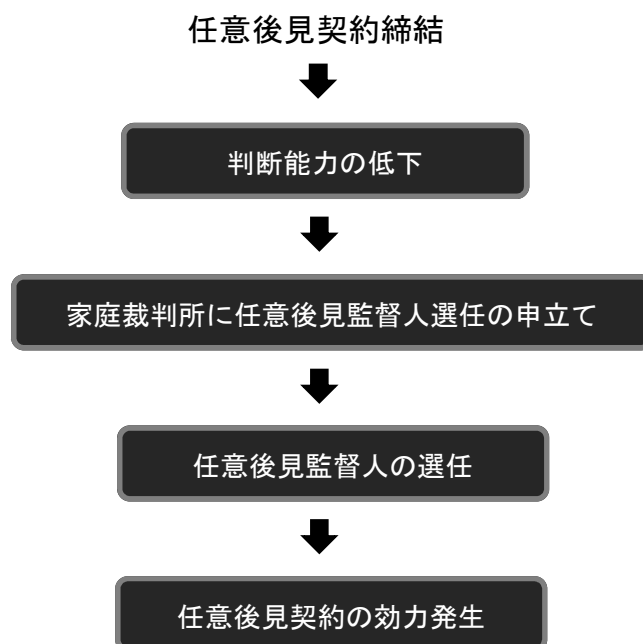 任意後見契約締結
判断能力の低下
家庭裁判所に任意後見監督人選任の申立て
任意後見監督人の選任
任意後見契約の効力発生